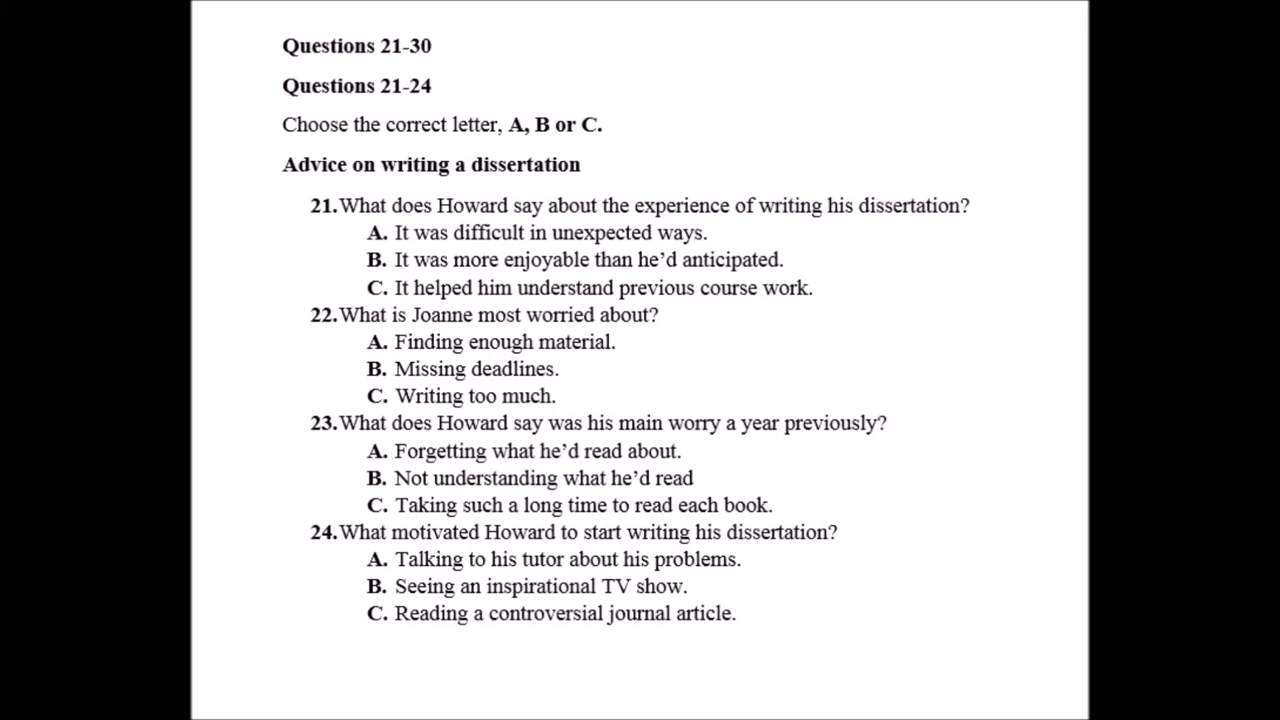 Questions 21-30
Questions 21-24
Choose the correct letter, A, B or C.
Advice on writing a dissertation
21. What does Howard say about the experience of writing his dissertation?
A. It was difficult in unexpected ways.
B. It was more enjoyable than he’d anticipated.
C. It helped him understand previous course work.
22. What is Joanne most worried about?
A. Finding enough material.
B. Missing deadlines.
C. Writing too much.
23. What does Howard say was his main worry a year previously?
A. Forgetting what he’d read about.
B. Not understanding what he’d read
C. Taking such a long time to read each book.
24. What motivated Howard to start writing his dissertation?
A. Talking to his tutor about his problems.
B. Seeing an inspirational TV show.
C. Reading a controversial journal article.